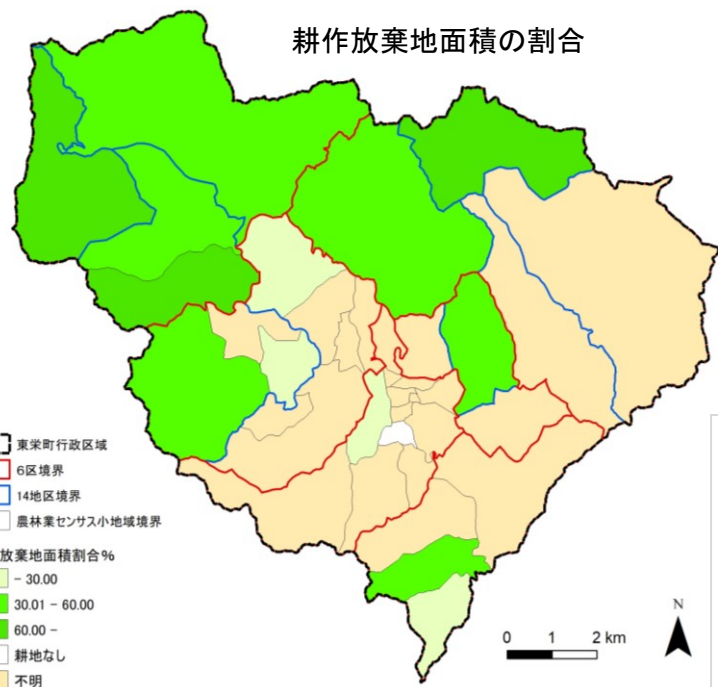 耕作放棄地面積の割合
東栄町行政区域
6区境界
14地区境界
農林業センサス小地域境界
放棄地面積割合%
- 30.00
30.01 - 60.00
60.00 -
耕地なし
不明
0 1 2 km
N